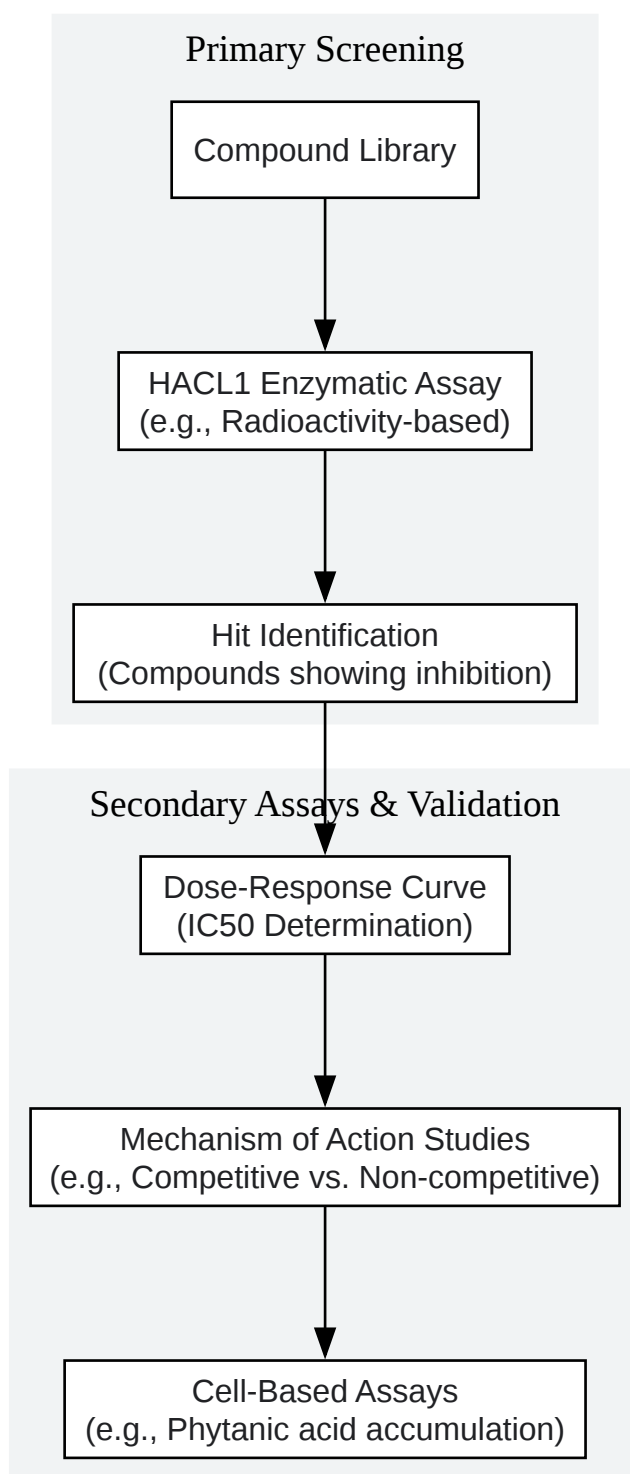 Primary Screening
Compound Library
HACL1 Enzymatic Assay
(e.g., Radioactivity-based)
Hit Identification
(Compounds showing inhibition)
Secondary Assays & Validation
Dose-Response Curve
(IC50 Determination)
Mechanism of Action Studies
(e.g., Competitive vs. Non-competitive)
Cell-Based Assays
(e.g., Phytanic acid accumulation)